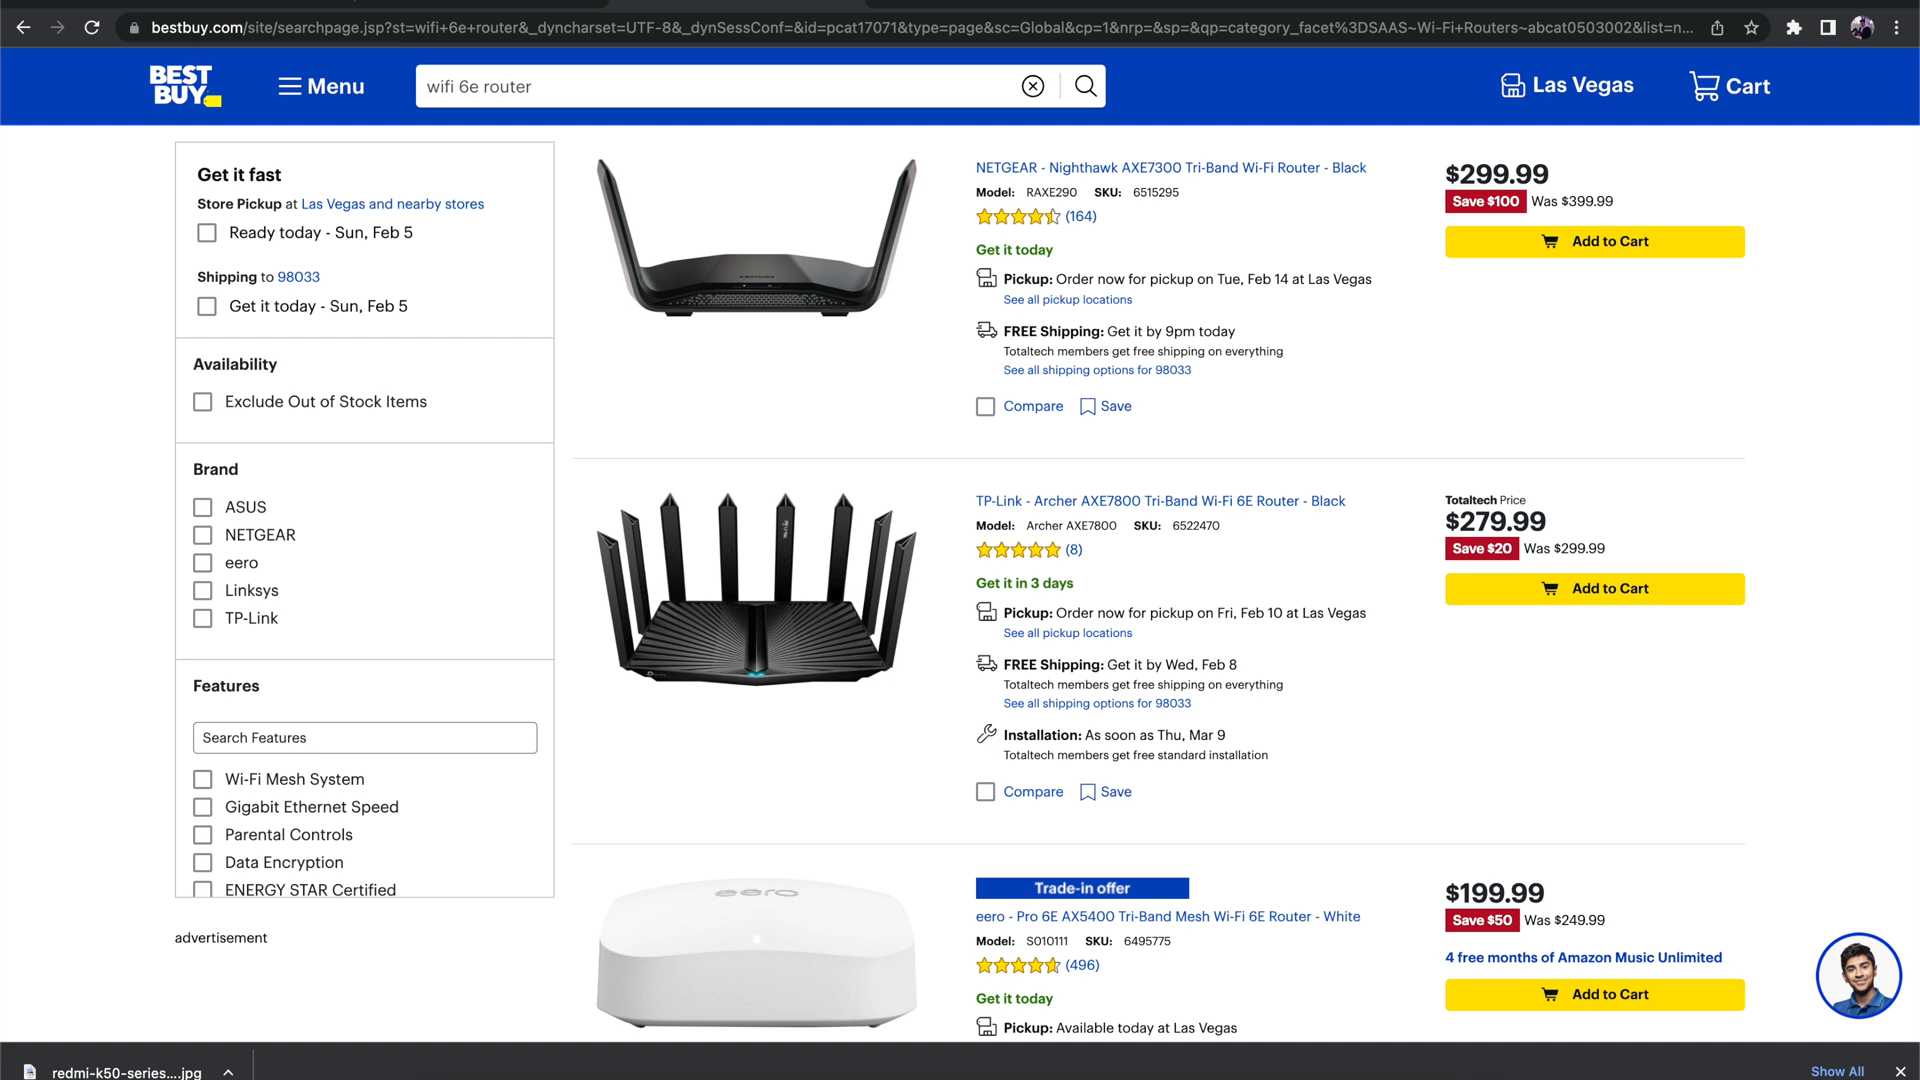 bestbuy.com/site/searchpage.jsp?st=wifi+6e+router&_dyncharset=UTF-8&_dynSessConf=&id=pcat17071&type=page&sc=Global&cp=1&nrp=&sp=&qp=category_facet%3DSAAS~Wi-Fi+Routers~abcat0503002&list=n...
BEST BUY
Menu
wifi 6e router
Las Vegas
Cart
Get it fast
Store Pickup at Las Vegas and nearby stores
Ready today - Sun, Feb 5
Shipping to 98033
Get it today - Sun, Feb 5
Availability
Exclude Out of Stock Items
Brand
ASUS
NETGEAR
eero
Linksys
TP-Link
Features
Search Features
Wi-Fi Mesh System
Gigabit Ethernet Speed
Parental Controls
Data Encryption
ENERGY STAR Certified
advertisement
NETGEAR - Nighthawk AXE7300 Tri-Band Wi-Fi Router - Black
Model: RAXE290 SKU: 6515295
(164)
Get it today
Pickup: Order now for pickup on Tue, Feb 14 at Las Vegas
See all pickup locations
FREE Shipping: Get it by 9pm today
Totaltech members get free shipping on everything
See all shipping options for 98033
Compare Save
$299.99
Save $100 Was $399.99
Add to Cart
TP-Link - Archer AXE7800 Tri-Band Wi-Fi 6E Router - Black
Model: Archer AXE7800 SKU: 6522470
(8)
Get it in 3 days
Pickup: Order now for pickup on Fri, Feb 10 at Las Vegas
See all pickup locations
FREE Shipping: Get it by Wed, Feb 8
Totaltech members get free shipping on everything
See all shipping options for 98033
Installation: As soon as Thu, Mar 9
Totaltech members get free standard installation
Compare Save
Totaltech Price
$279.99
Save $20 Was $299.99
Add to Cart
eero
Trade-in offer
eero - Pro 6E AX5400 Tri-Band Mesh Wi-Fi 6E Router - White
Model: S010111 SKU: 6495775
(496)
Get it today
Pickup: Available today at Las Vegas
$199.99
Save $50 Was $249.99
4 free months of Amazon Music Unlimited
Add to Cart
redmi-k50-series....jpg
Show All